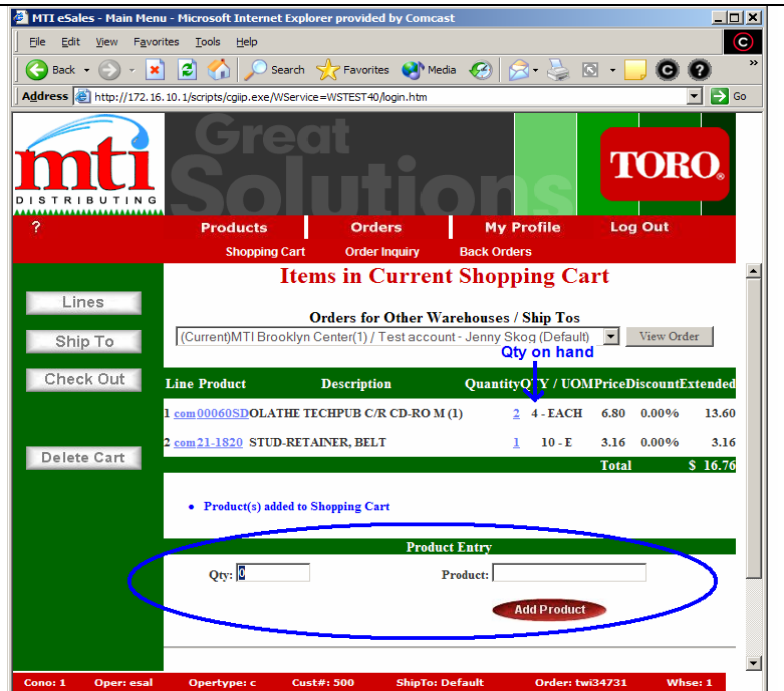 MTI eSales - Main Menu - Microsoft Internet Explorer provided by Comcast
File Edit View Favorites Tools Help
Back Search Favorites Media
Address http://172.16.10.1/scripts/cgiip.exe/WService=WSTEST40/login.htm Go
Great
Solutions
mti
DISTRIBUTING
TORO®
? Products Orders My Profile Log Out
Shopping Cart Order Inquiry Back Orders
Items in Current Shopping Cart
Lines
Orders for Other Warehouses / Ship Tos
Ship To (Current)MTI Brooklyn Center(1) / Test account - Jenny Skog (Default) View Order
Qty on hand
Check Out
Line Product Description Quantity QTY / UOM Price Discount Extended
1 com 00060SD OLATHE TECHPUB C/R CD-RO M (1) 2 4 - EACH 6.80 0.00% 13.60
2 com 21-1820 STUD-RETAINER, BELT 1 10 - E 3.16 0.00% 3.16
Delete Cart
Total $ 16.76
• Product(s) added to Shopping Cart
Product Entry
Qty: 0 Product:
Add Product
Cono: 1 Oper: esal Opertype: c Cust#: 500 ShipTo: Default Order: twi34731 Whse: 1